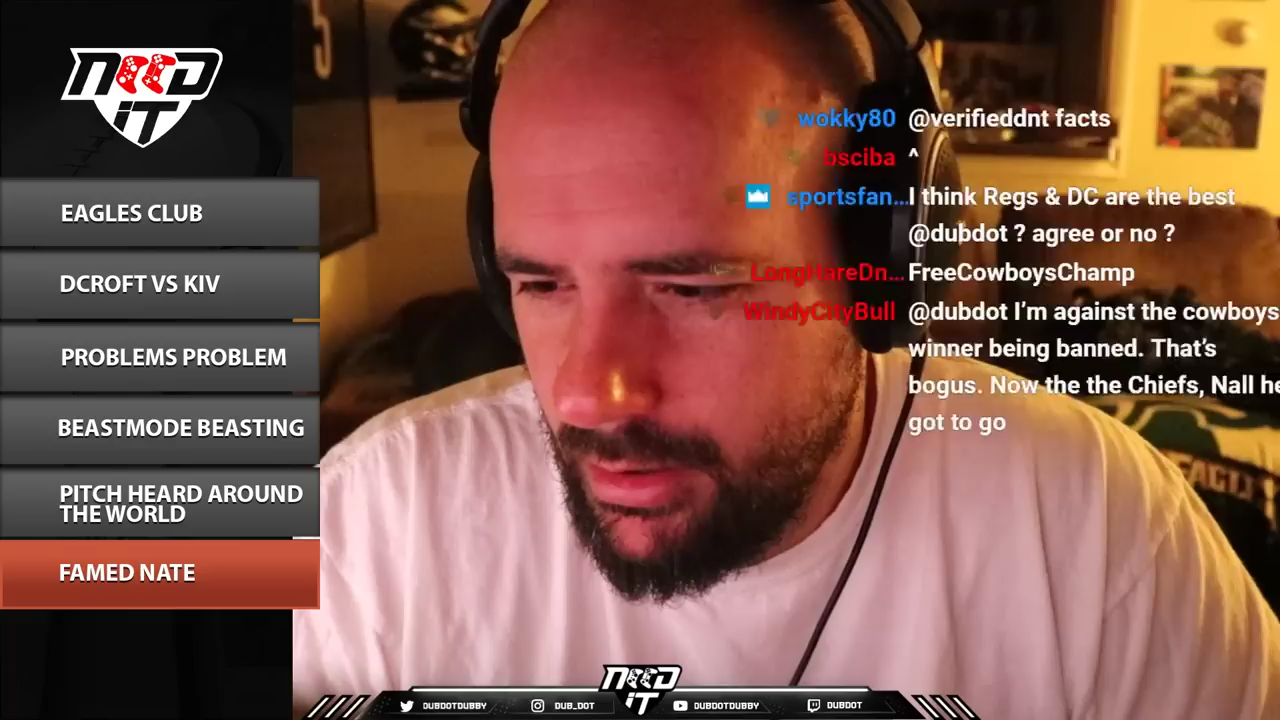 NEED
iT
EAGLES CLUB
DCROFT VS KIV
PROBLEMS PROBLEM
BEASTMODE BEASTING
PITCH HEARD AROUND
THE WORLD
FAMED NATE
5
wokky80 @verifieddnt facts
bsciba ^
sportsfan... I think Regs & DC are the best
@dubdot ? agree or no ?
LongHareDn... FreeCowboysChamp
WindyCityBull @dubdot I'm against the cowboys
winner being banned. That's
bogus. Now the the Chiefs, Nall he
got to go
NEED
iT
DUBDOTDUBBY DUB_DOT DUBDOTDUBBY DUBDOT